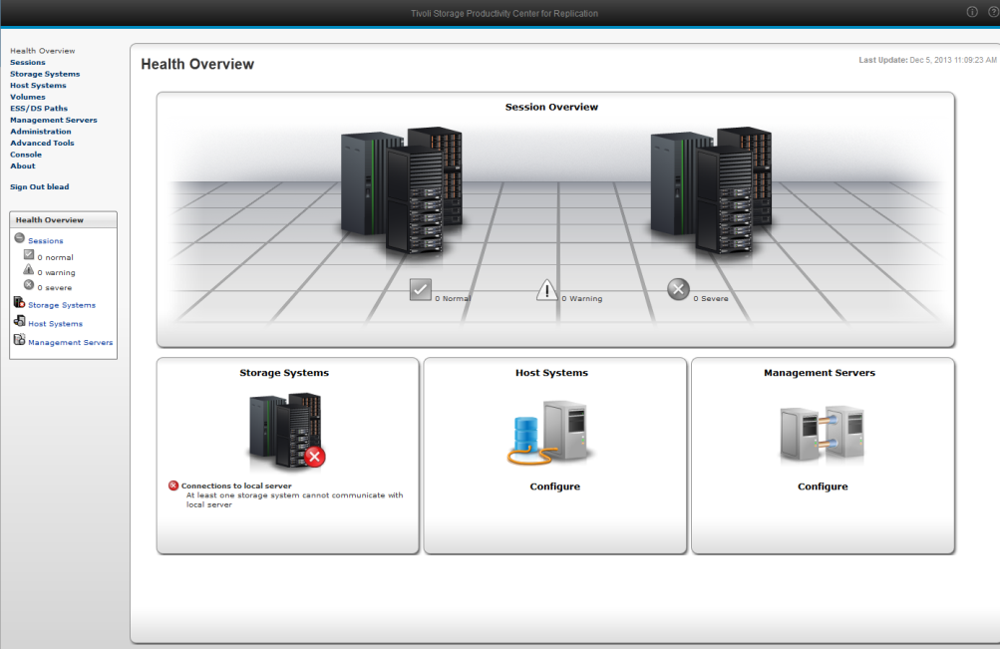 Tivoli Storage Productivity Center for Replication
Health Overview
Sessions
Storage Systems
Host Systems
Volumes
ESS/DS Paths
Management Servers
Administration
Advanced Tools
Console
About
Sign Out blead
Health Overview
Sessions
0 normal
0 warning
0 severe
Storage Systems
Host Systems
Management Servers
Health Overview
Last Update: Dec 5, 2013 11:09:23 AM
Session Overview
0 Normal
0 Warning
0 Severe
Storage Systems
Connections to local server
At least one storage system cannot communicate with
local server
Host Systems
Configure
Management Servers
Configure